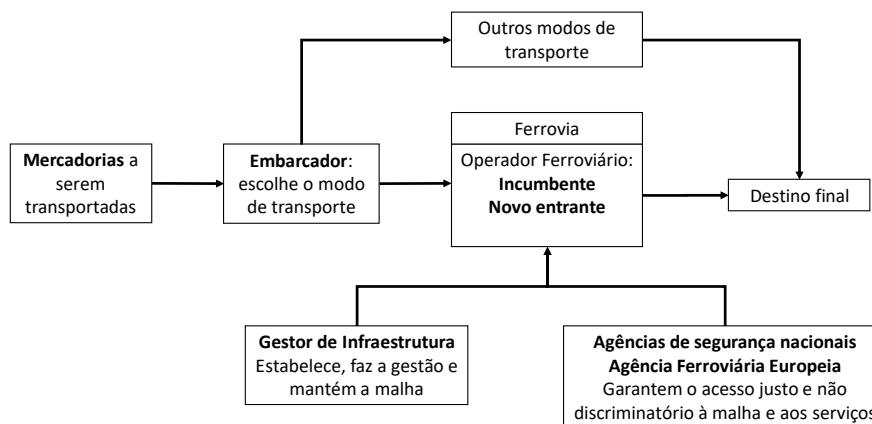 Outros modos de
transporte
Ferrovia
Mercadorias a
serem
transportadas
Embarcador:
escolhe o modo
de transporte
Operador Ferroviário:
Incumbente
Novo entrante
Destino final
Gestor de Infraestrutura
Estabelece, faz a gestão e
mantém a malha
Agências de segurança nacionais
Agência Ferroviária Europeia
Garantem o acesso justo e não
discriminatório à malha e aos serviços